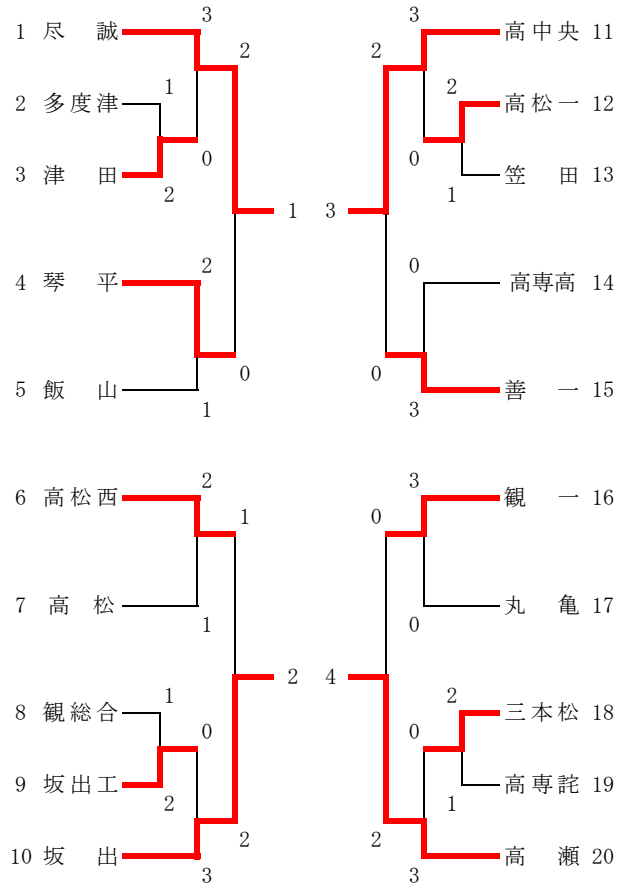 3 3
1 尽 誠 2 2 高中央 11
1 2
2 多度津 高松一 12
0 0
3 津 田 2 1 笠 田 13
1 3
4 琴 平 2 0 高専高 14
0 0
5 飯 山 1 3 善 一 15
6 高松西 2 3 観 一 16
1 0
7 高 松 1 0 丸 亀 17
2 4
8 観総合 1 2 三本松 18
0 0
9 坂出工 2 1 高専詫 19
2 2
10 坂 出 3 3 高 瀬 20